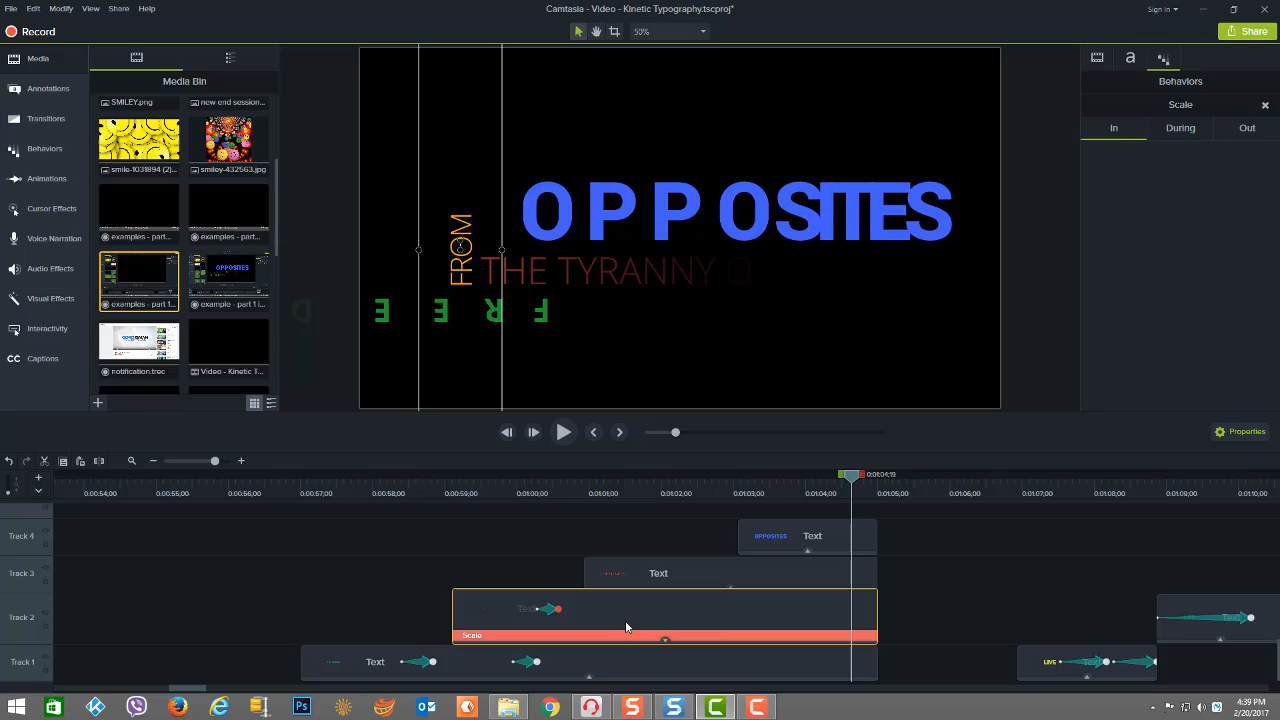 File Edit Modify View Share Help
Camtasia - Video - Kinetic Typography.tscproj*
Sign in
Record
50%
Share
Media
Annotations
Transitions
Behaviors
Animations
Cursor Effects
Voice Narration
Audio Effects
Visual Effects
Interactivity
CC Captions
Media Bin
SMILEY.png
new end session...
smile-1031894 (2)...
smiley-432563.jpg
examples - part...
examples - part...
OPPOSITES
examples - part 1...
example - part 1 i...
notification.trec
Video - Kinetic T...
OPPOSITES
FROM
THE TYRANNY O
FREED
Behaviors
Scale
In During Out
Properties
0:01:04;19
0:00:54;00 0:00:55;00 0:00:56;00 0:00:57;00 0:00:58;00 0:00:59;00 0:01:00;00 0:01:01;00 0:01:02;00 0:01:03;00 0:01:04;00 0:01:05;00 0:01:06;00 0:01:07;00 0:01:08;00 0:01:09;00 0:01:10;00
Track 4
OPPOSITES Text
Track 3
Text
Track 2
Text
Text
Scale
Track 1
Text
LIVE Text
4:39 PM
2/20/2017